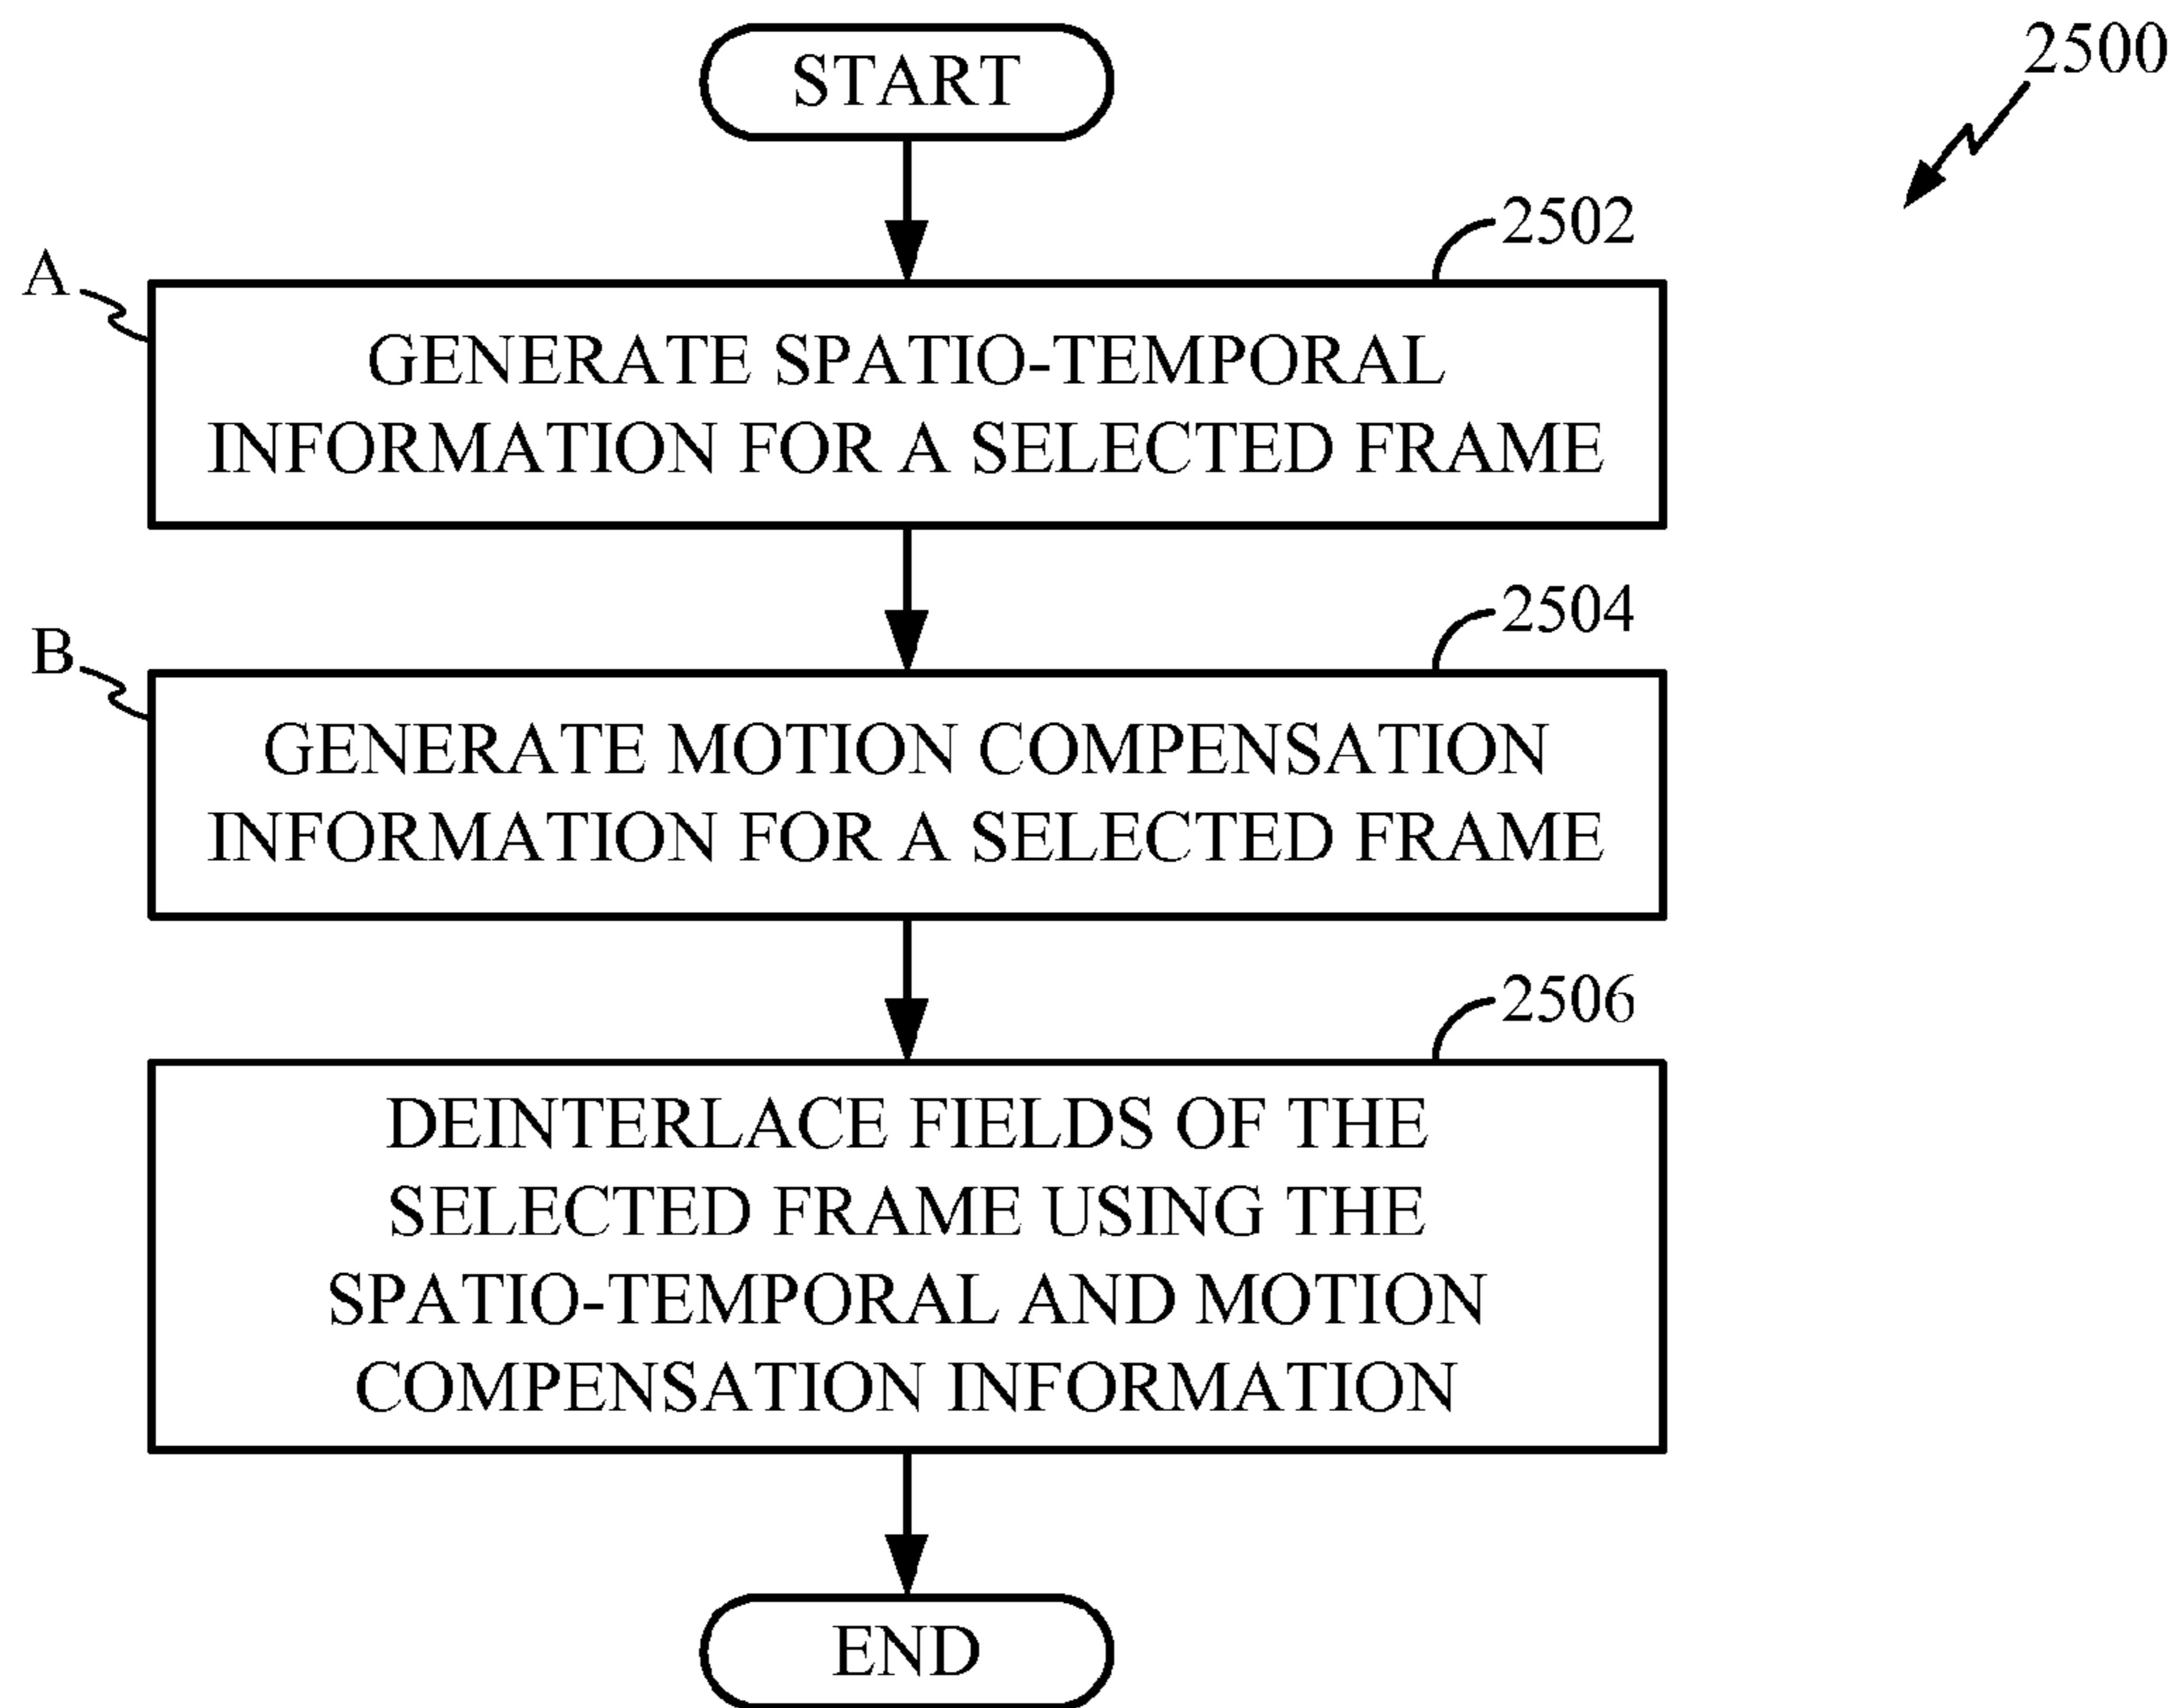 START
2500
2502
A
GENERATE SPATIO-TEMPORAL
INFORMATION FOR A SELECTED FRAME
2504
B
GENERATE MOTION COMPENSATION
INFORMATION FOR A SELECTED FRAME
2506
DEINTERLACE FIELDS OF THE
SELECTED FRAME USING THE
SPATIO-TEMPORAL AND MOTION
COMPENSATION INFORMATION
END